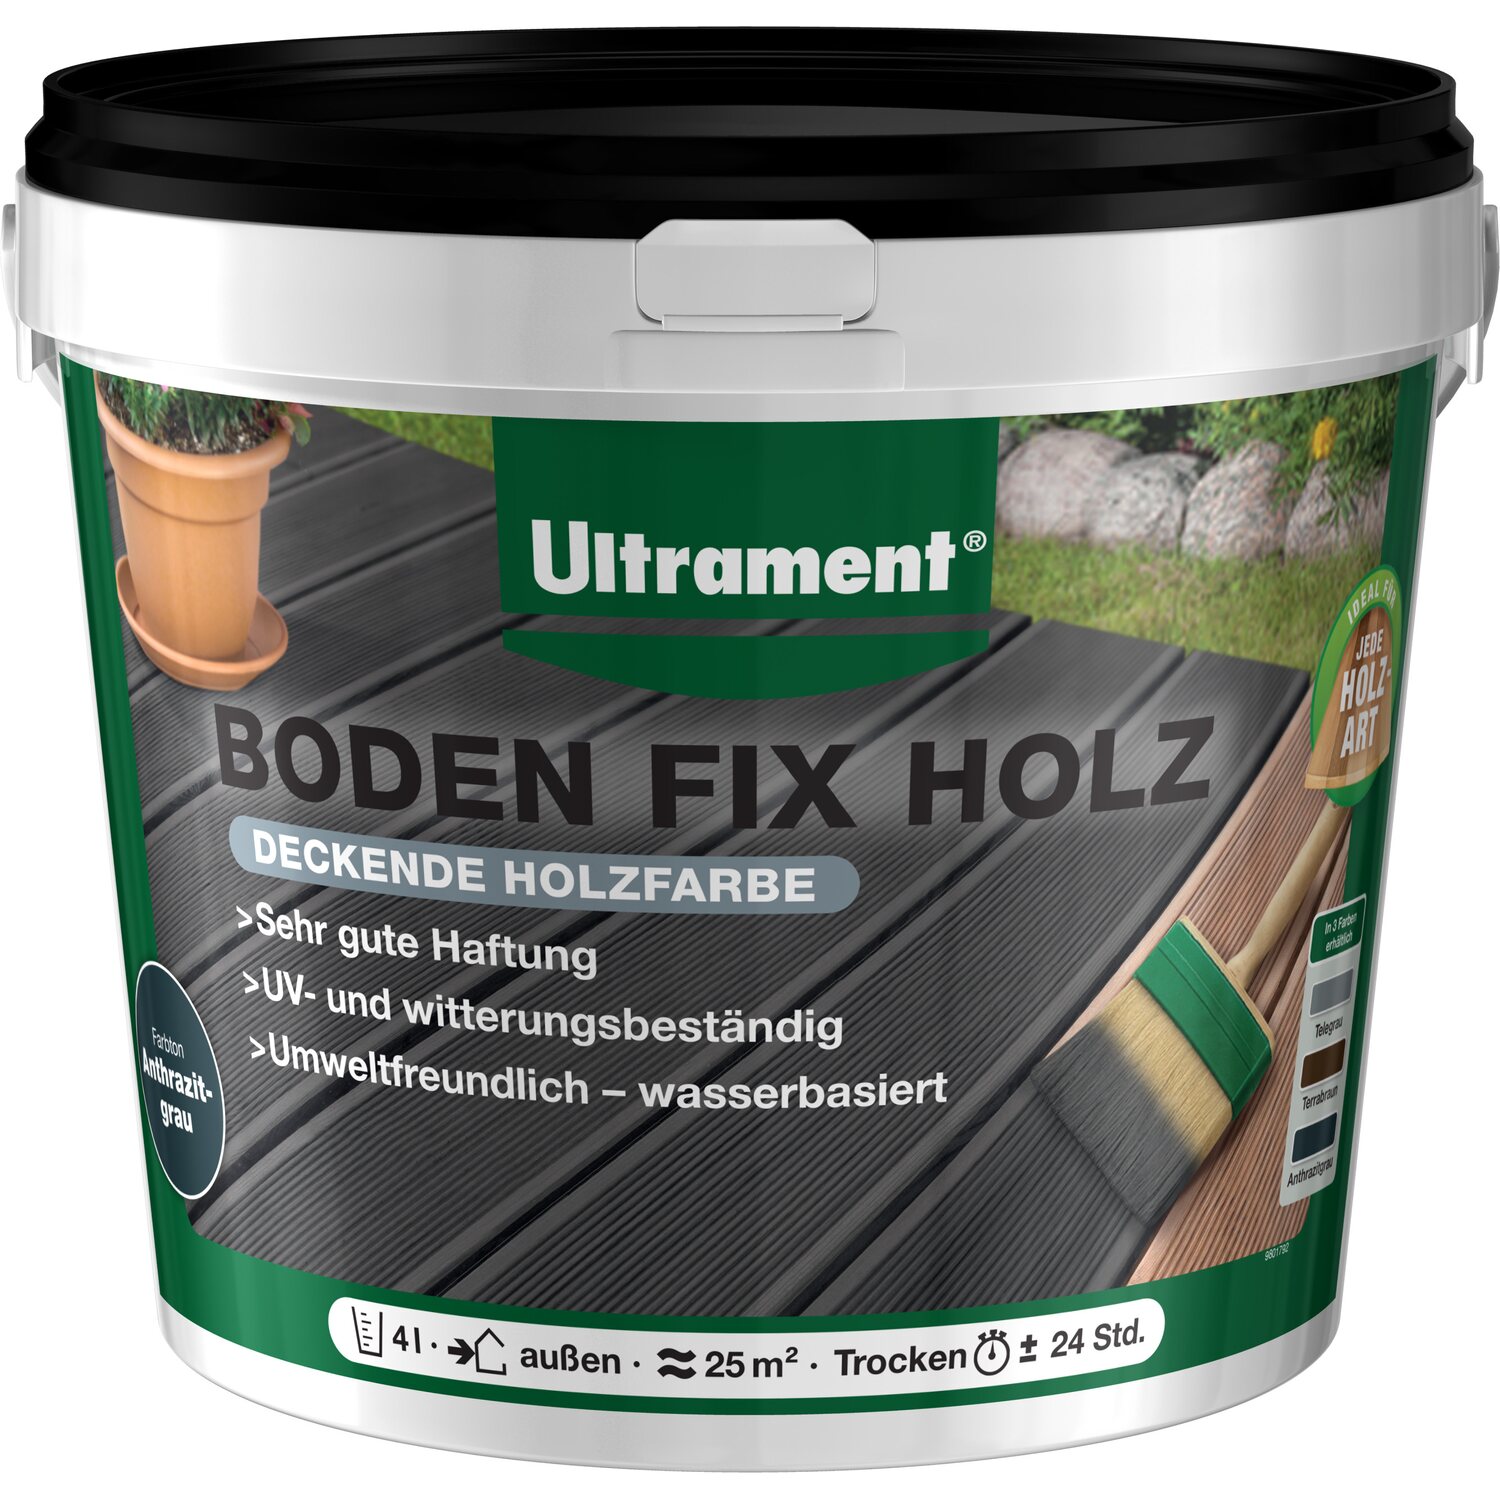 Ultrament®
IDEAL FÜR
JEDE
HOLZ-
ART
BODEN FIX HOLZ
DECKENDE HOLZFARBE
>Sehr gute Haftung
>UV- und witterungsbeständig
>Umweltfreundlich – wasserbasiert
Farbton
Anthrazit-
grau
In 3 Farben
erhältlich
Telegrau
Terrabraun
Anthrazitgrau
9801792
4 l · außen · ≈ 25 m² · Trocken ± 24 Std.